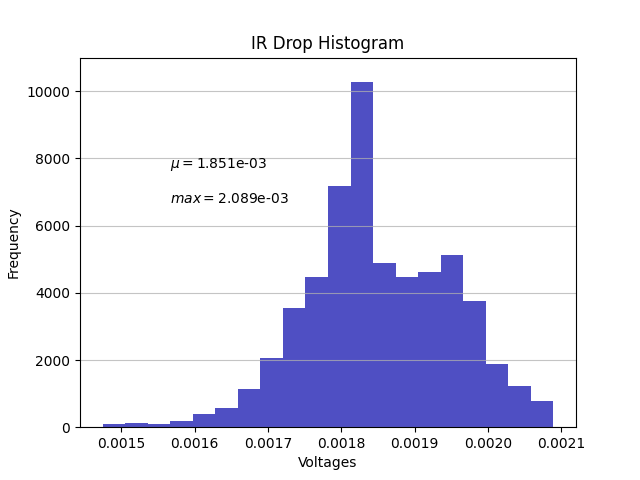 IR Drop Histogram
10000
8000
6000
4000
2000
0
μ = 1.851e-03
max = 2.089e-03
Frequency
0.0015 0.0016 0.0017 0.0018 0.0019 0.0020 0.0021
Voltages